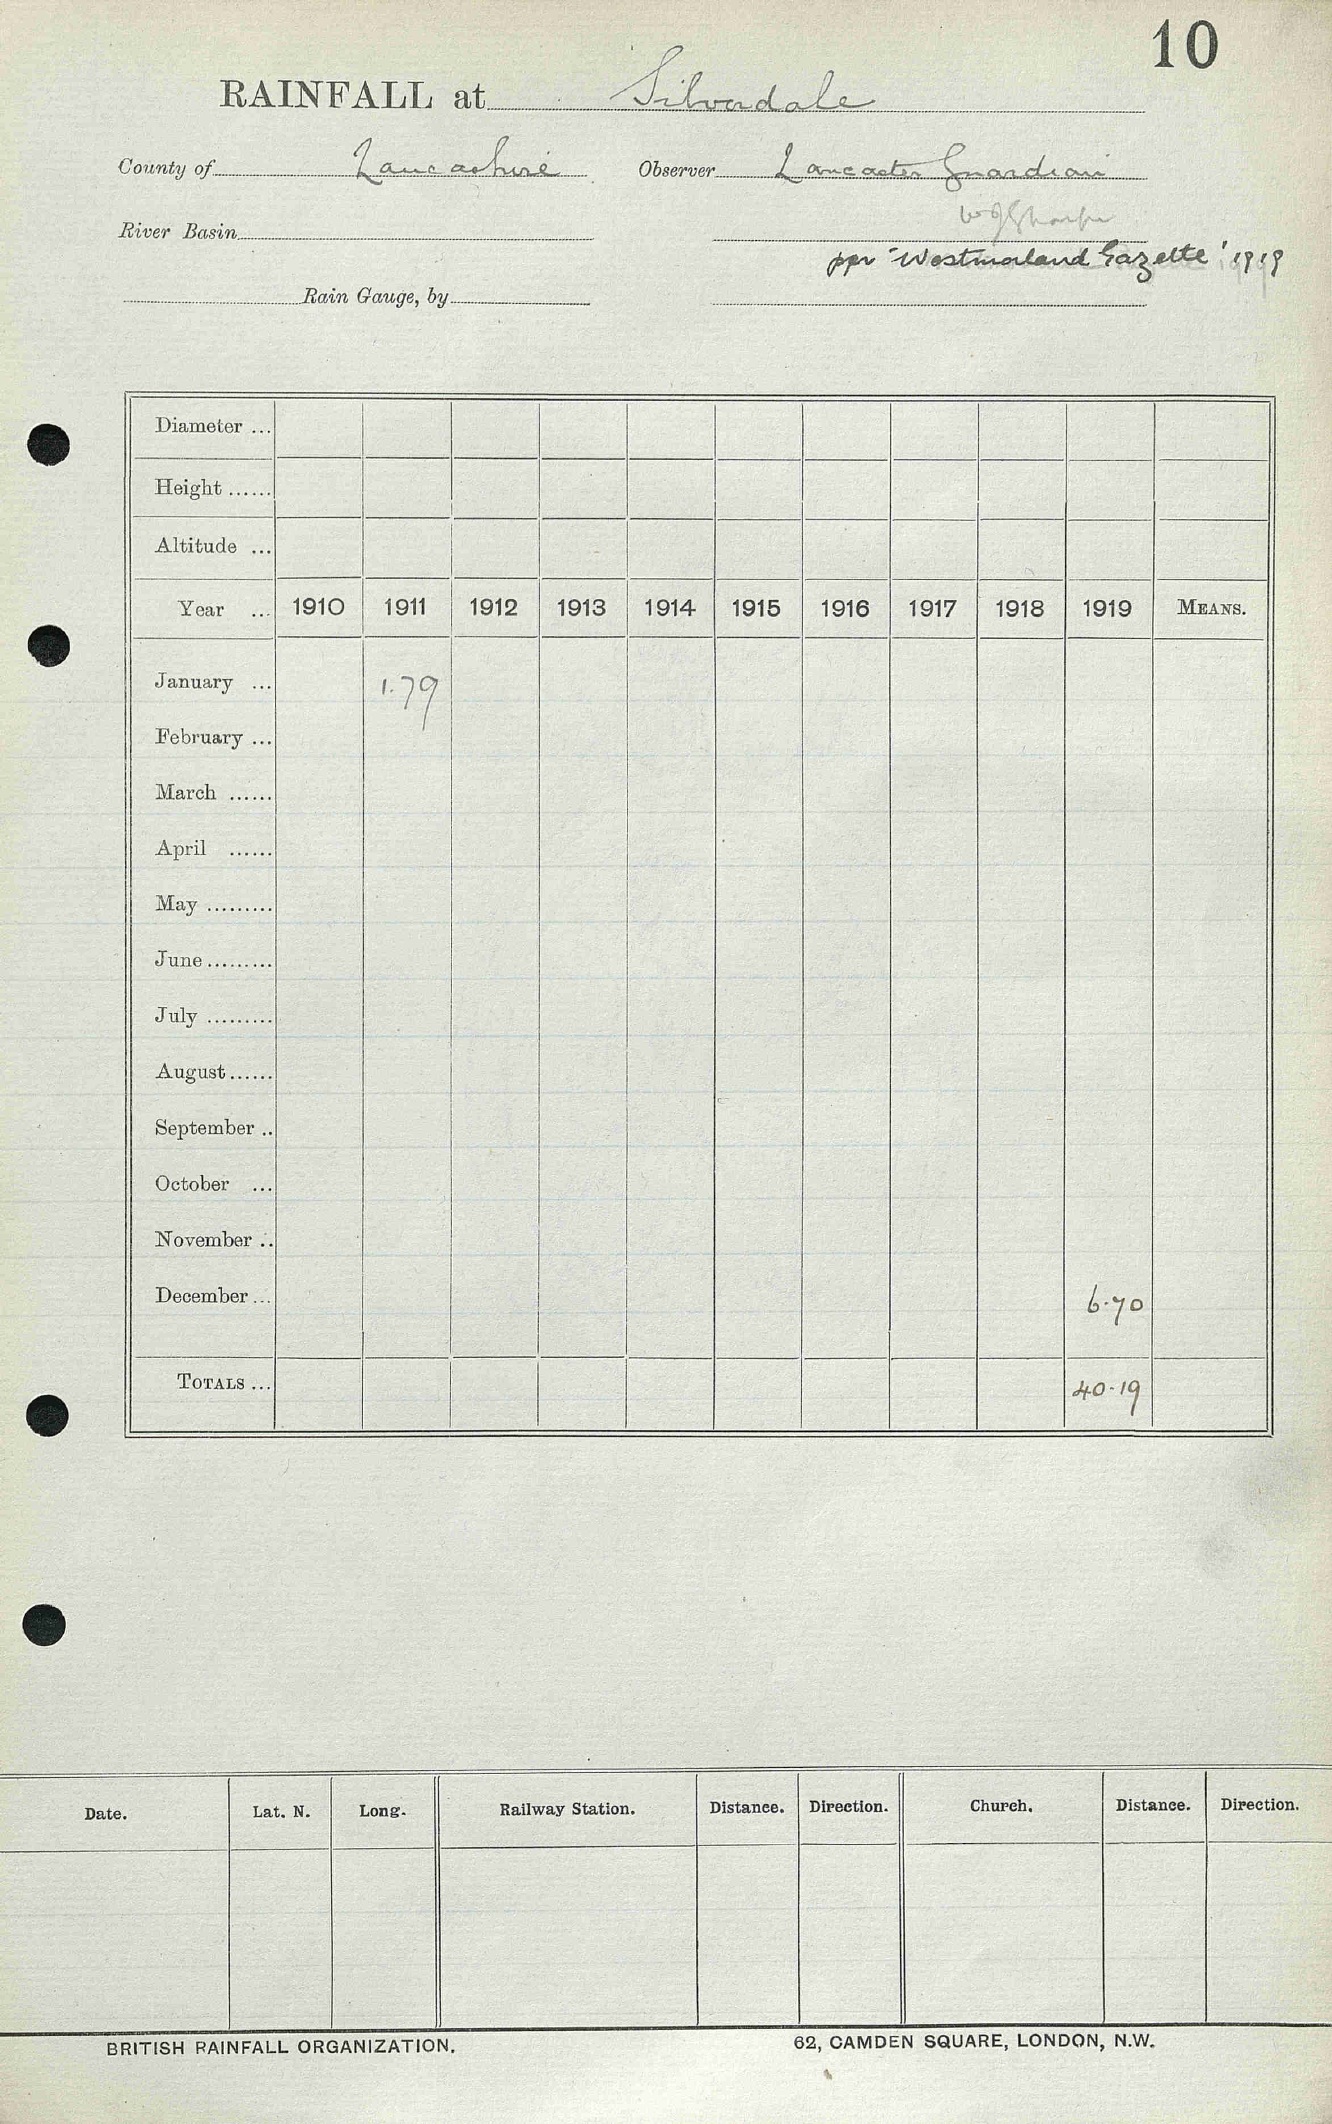 10
RAINFALL at Silverdale
County of Lancashire Observer Lancaster Guardian
River Basin
per "Westmorland Gazette" 1919
Rain Gauge, by
Diameter ...
Height ......
Altitude ...
Year ... 1910 1911 1912 1913 1914 1915 1916 1917 1918 1919 MEANS.
January ... 1.79
February ...
March ......
April ......
May .........
June .........
July .........
August ......
September ..
October ...
November ..
December ... 6.70
TOTALS ... 40.19
Date. Lat. N. Long. Railway Station. Distance. Direction. Church. Distance. Direction.
BRITISH RAINFALL ORGANIZATION. 62, CAMDEN SQUARE, LONDON, N.W.